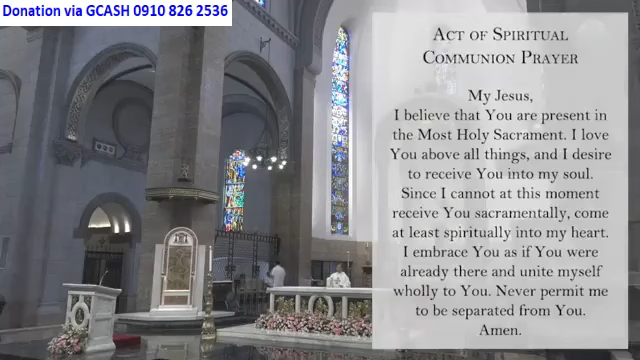 Donation via GCASH 0910 826 2536
ACT OF SPIRITUAL
COMMUNION PRAYER
My Jesus,
I believe that You are present in
the Most Holy Sacrament. I love
You above all things, and I desire
to receive You into my soul.
Since I cannot at this moment
receive You sacramentally, come
at least spiritually into my heart.
I embrace You as if You were
already there and unite myself
wholly to You. Never permit me
to be separated from You.
Amen.